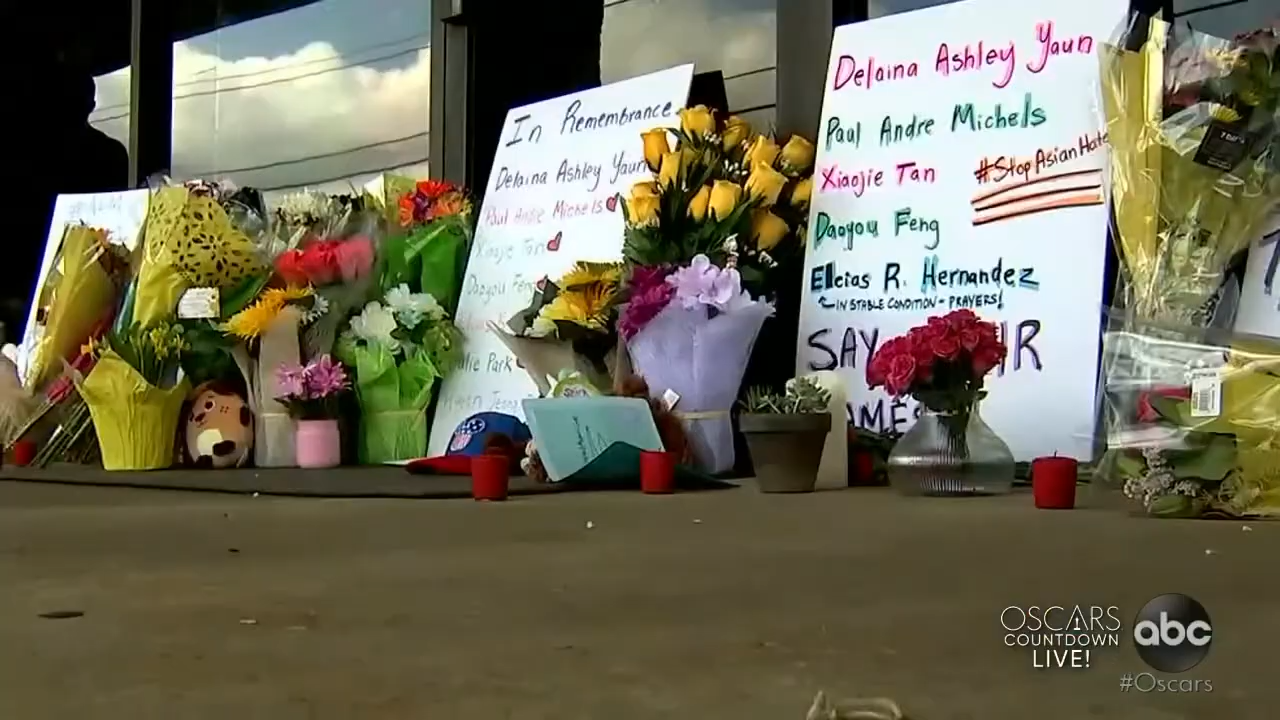 In Remembrance
Delaina Ashley Yaun
Paul Andre Michels
Xiaojie Tan
Daoyou Feng
Park
Delaina Ashley Yaun
Paul Andre Michels
Xiaojie Tan
#StopAsianHate
Daoyou Feng
Elcias R. Hernandez
IN STABLE CONDITION - PRAYERS!
SAY
OSCARS
COUNTDOWN
LIVE!
abc
#Oscars